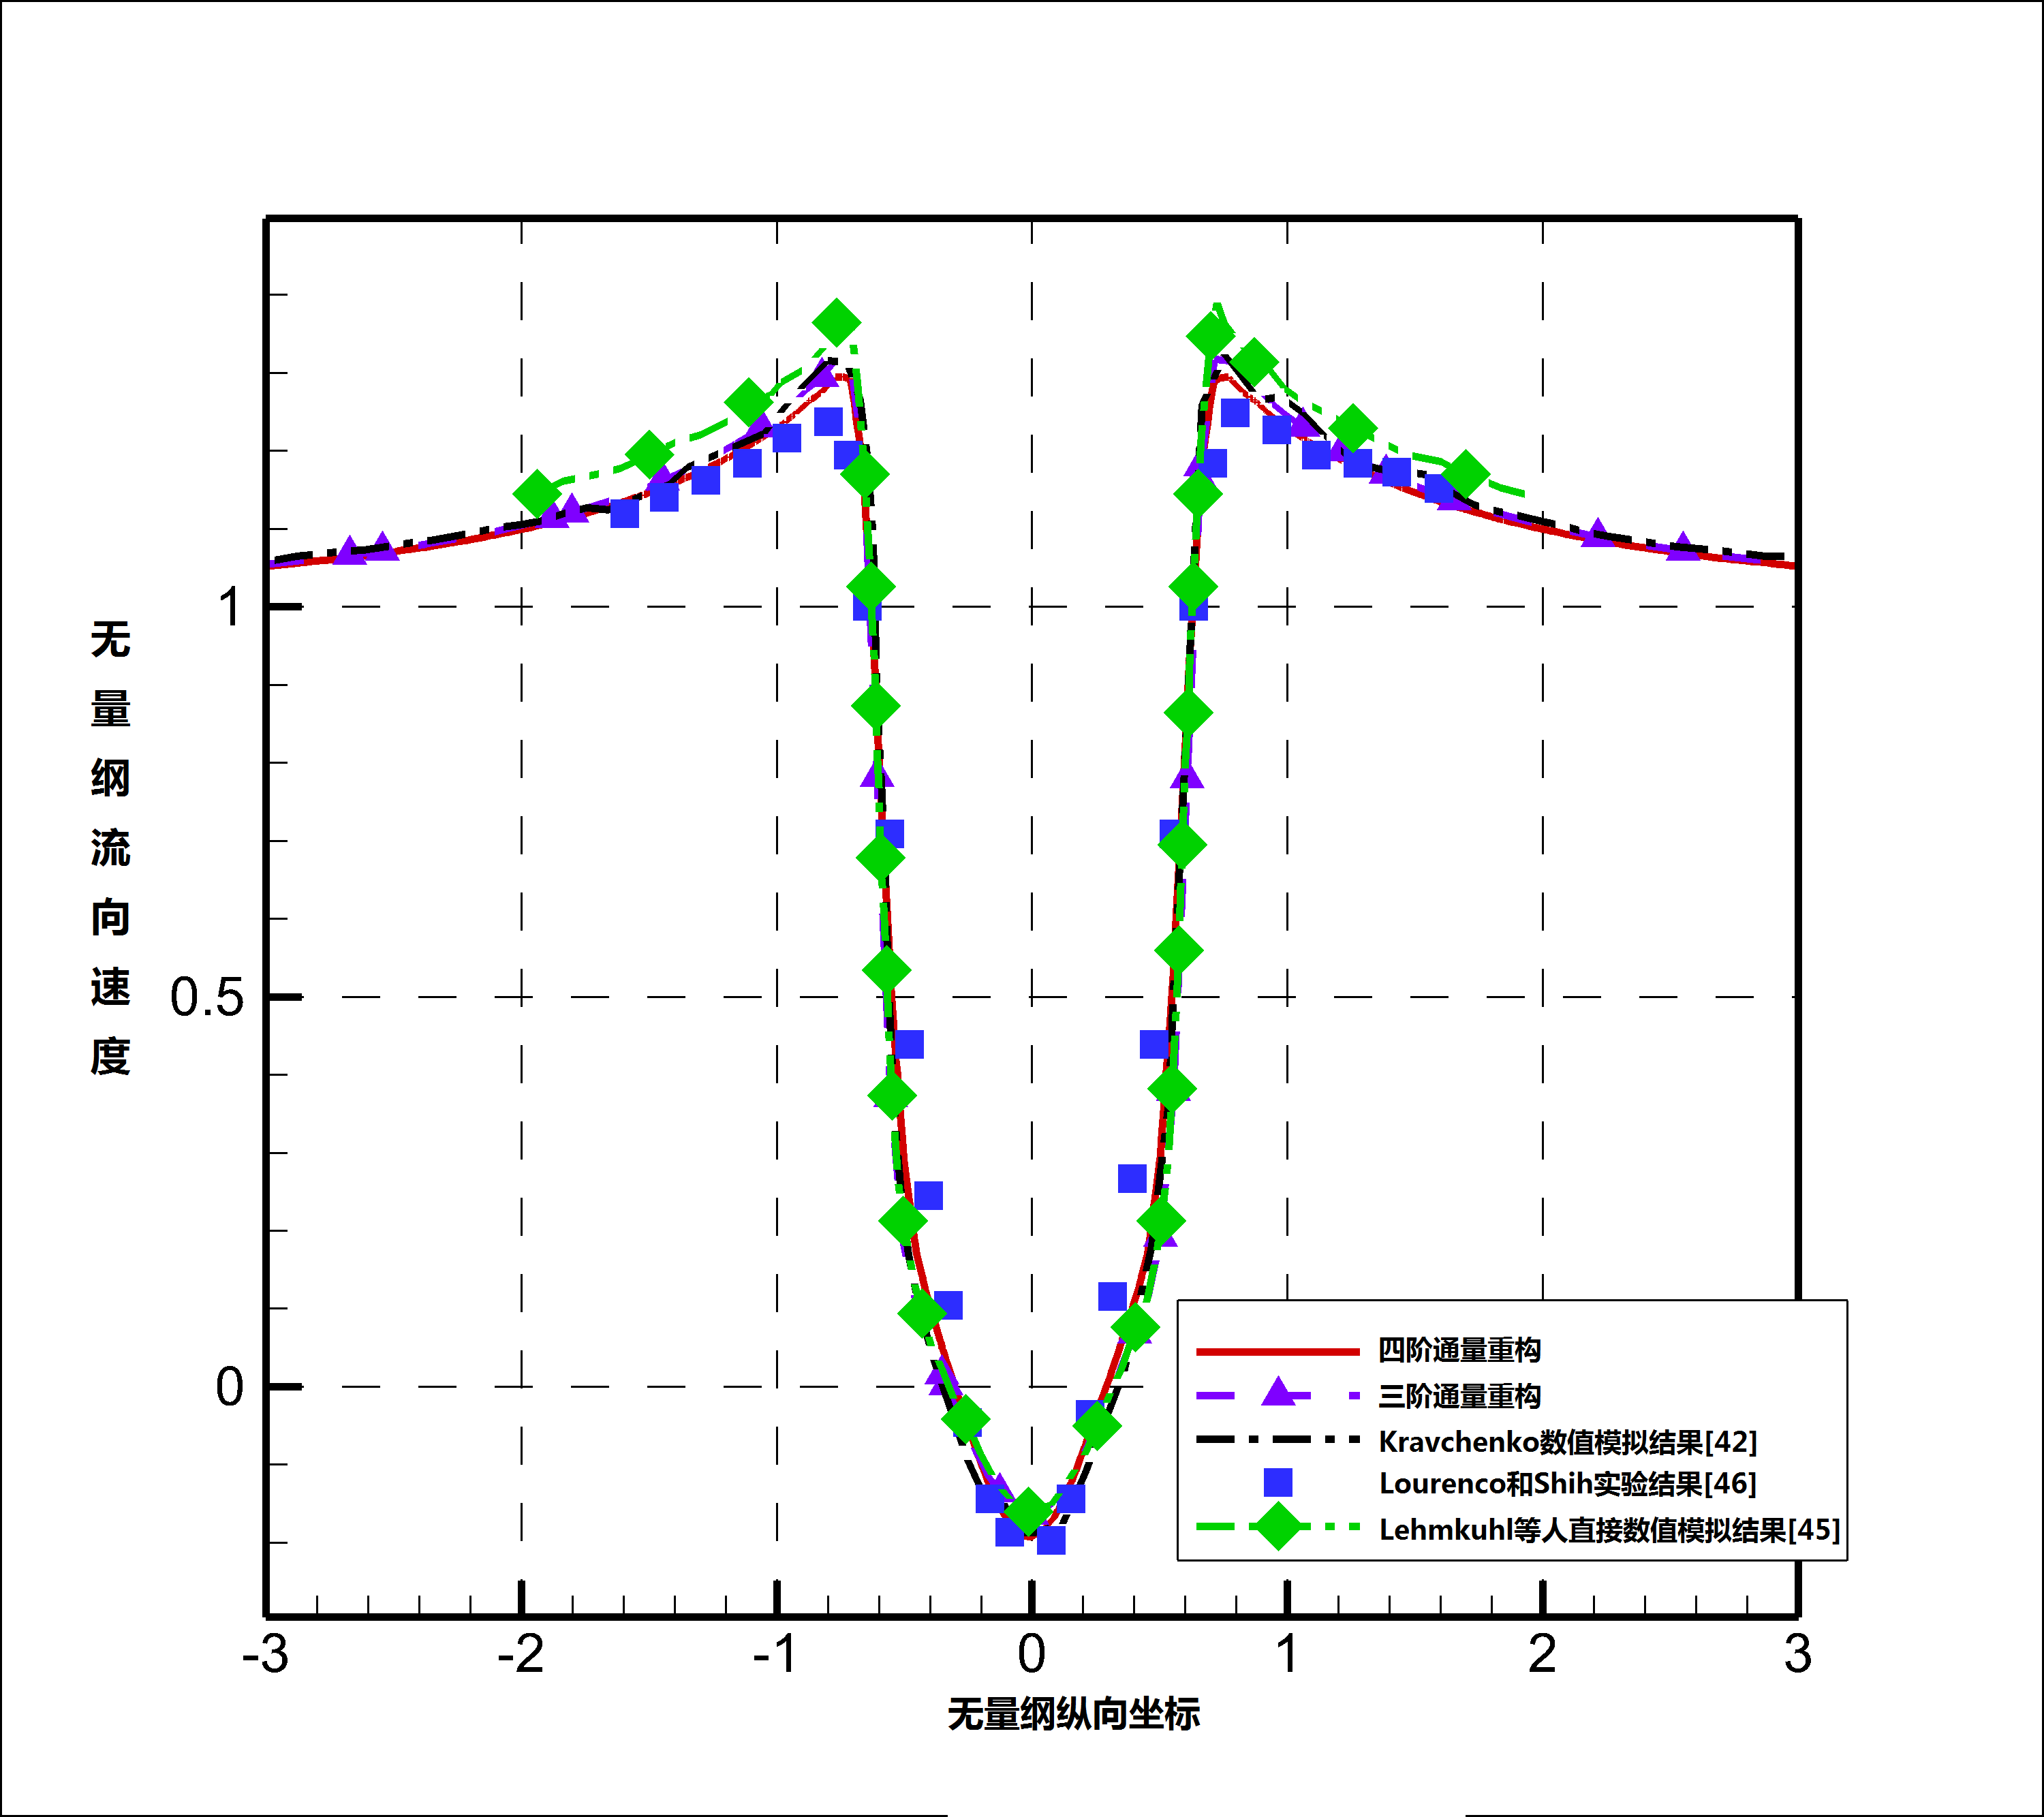 无量纲流向速度
1
0.5
0
-3 -2 -1 0 1 2 3
无量纲纵向坐标
四阶通量重构
三阶通量重构
Kravchenko数值模拟结果[42]
Lourenco和Shih实验结果[46]
Lehmkuhl等人直接数值模拟结果[45]